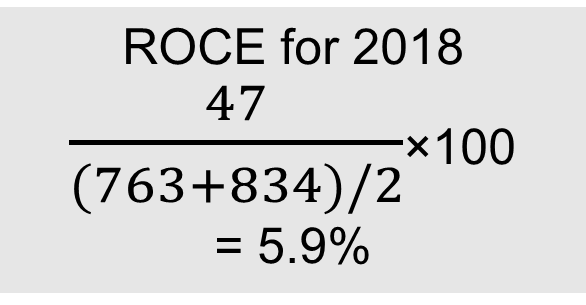 ROCE for 2018
47
(763+834)/2
×100
= 5.9%